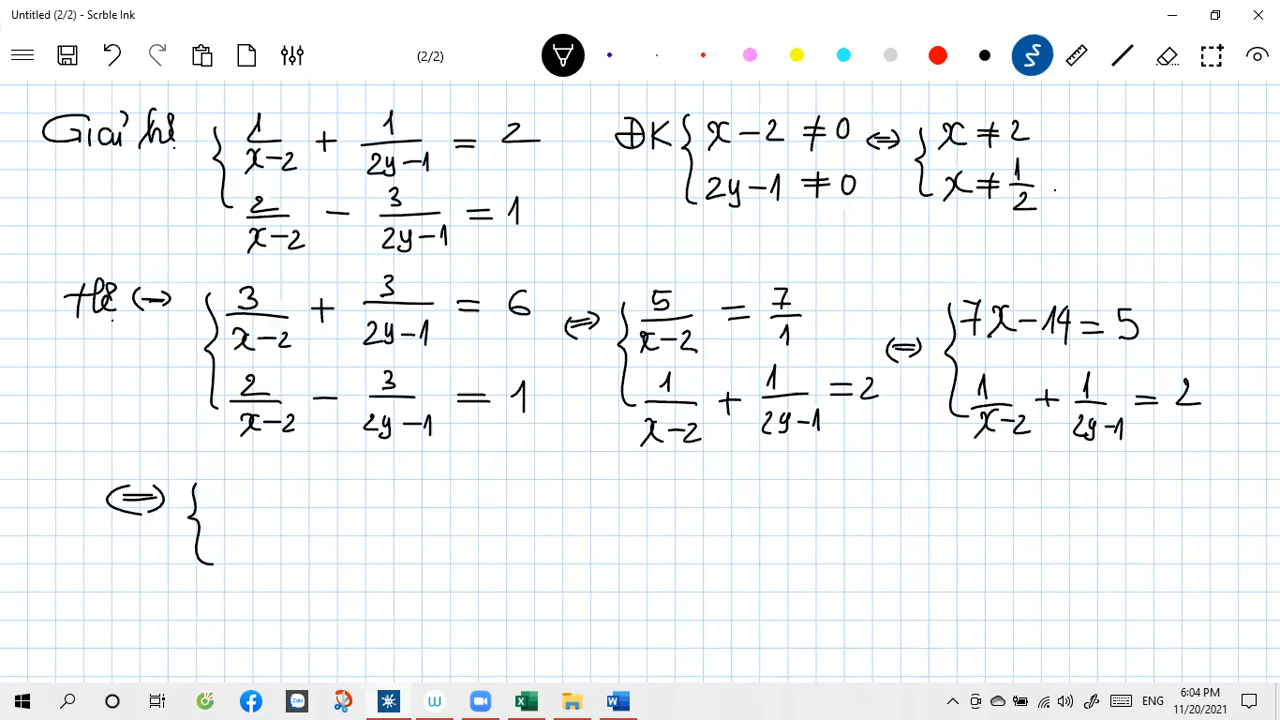 Untitled (2/2) - Scrble Ink
(2/2)
Giải hệ { 1/(x-2) + 1/(2y-1) = 2 ĐK { x-2 ≠ 0 ⇔ { x ≠ 2
2/(x-2) - 3/(2y-1) = 1 2y-1 ≠ 0 x ≠ 1/2
Hệ ⇔ { 3/(x-2) + 3/(2y-1) = 6 ⇔ { 5/(x-2) = 7/1 ⇔ { 7x-14 = 5
2/(x-2) - 3/(2y-1) = 1 1/(x-2) + 1/(2y-1) = 2 1/(x-2) + 1/(2y-1) = 2
⇔ {
Zalo
ENG
6:04 PM
11/20/2021